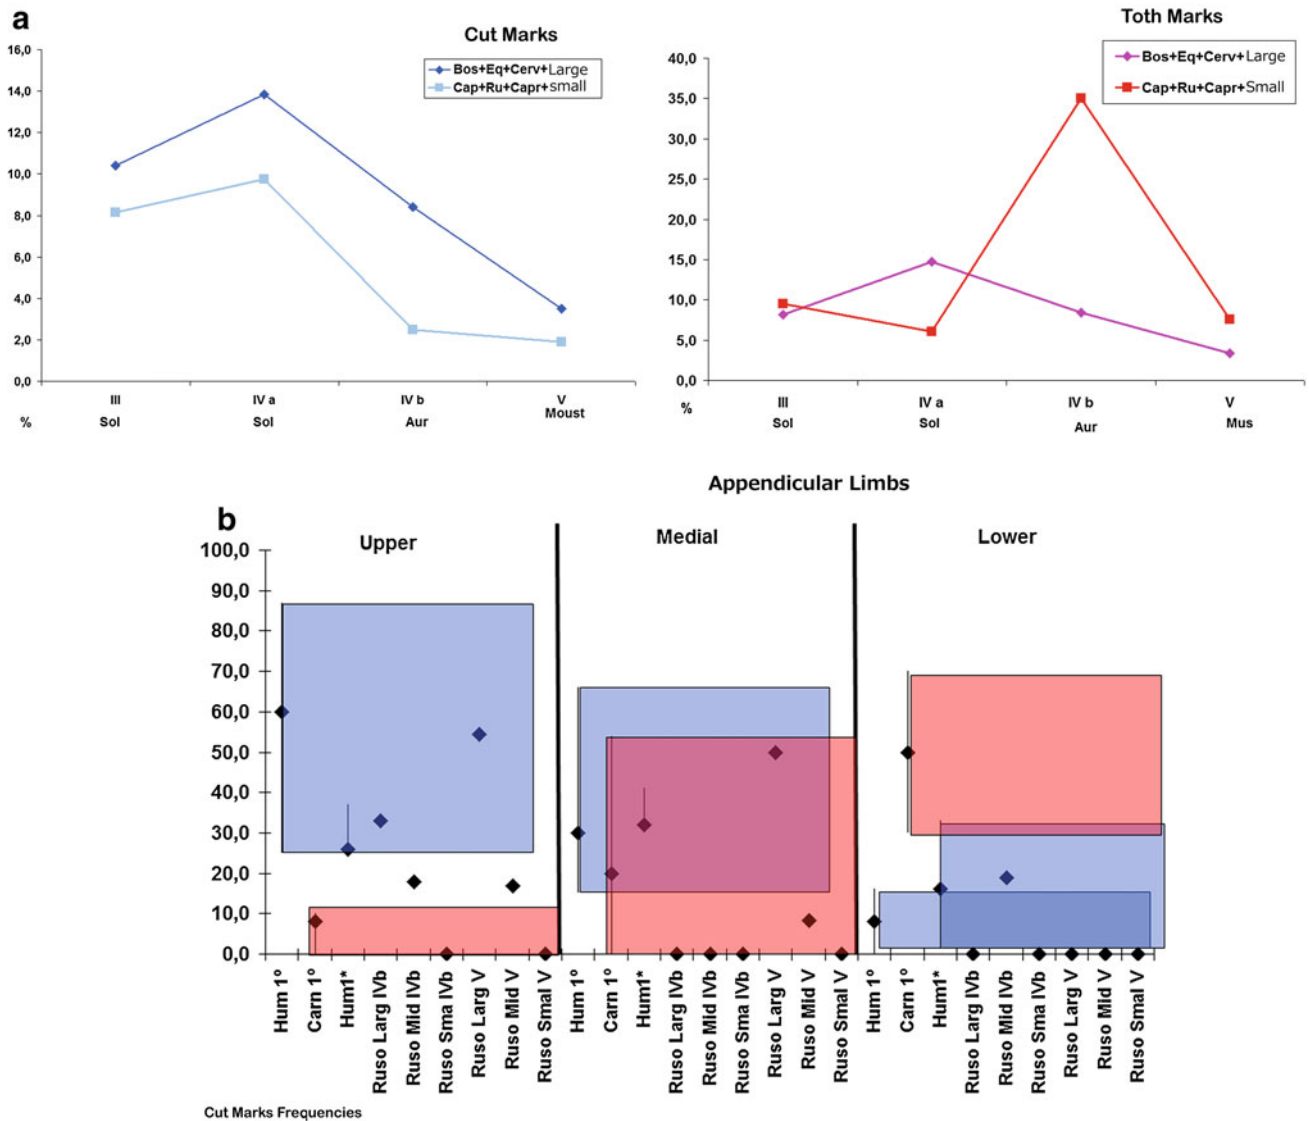 a
Cut Marks
Bos+Eq+Cerv+Large
Cap+Ru+Capr+small
16,0
14,0
12,0
10,0
8,0
6,0
4,0
2,0
0,0
III IV a IV b V
% Sol Sol Aur Moust
Toth Marks
Bos+Eq+Cerv+Large
Cap+Ru+Capr+Small
40,0
35,0
30,0
25,0
20,0
15,0
10,0
5,0
0,0
III IV a IV b V
% Sol Sol Aur Mus
Appendicular Limbs
b
Upper Medial Lower
100,0
90,0
80,0
70,0
60,0
50,0
40,0
30,0
20,0
10,0
0,0
Hum 1º
Carn 1º
Hum1*
Ruso Larg IVb
Ruso Mid IVb
Ruso Sma IVb
Ruso Larg V
Ruso Mid V
Ruso Smal V
Hum 1º
Carn 1º
Hum1*
Ruso Larg IVb
Ruso Mid IVb
Ruso Sma IVb
Ruso Larg V
Ruso Mid V
Ruso Smal V
Hum 1º
Carn 1º
Hum1*
Ruso Larg IVb
Ruso Mid IVb
Ruso Sma IVb
Ruso Larg V
Ruso Mid V
Ruso Smal V
Cut Marks Frequencies